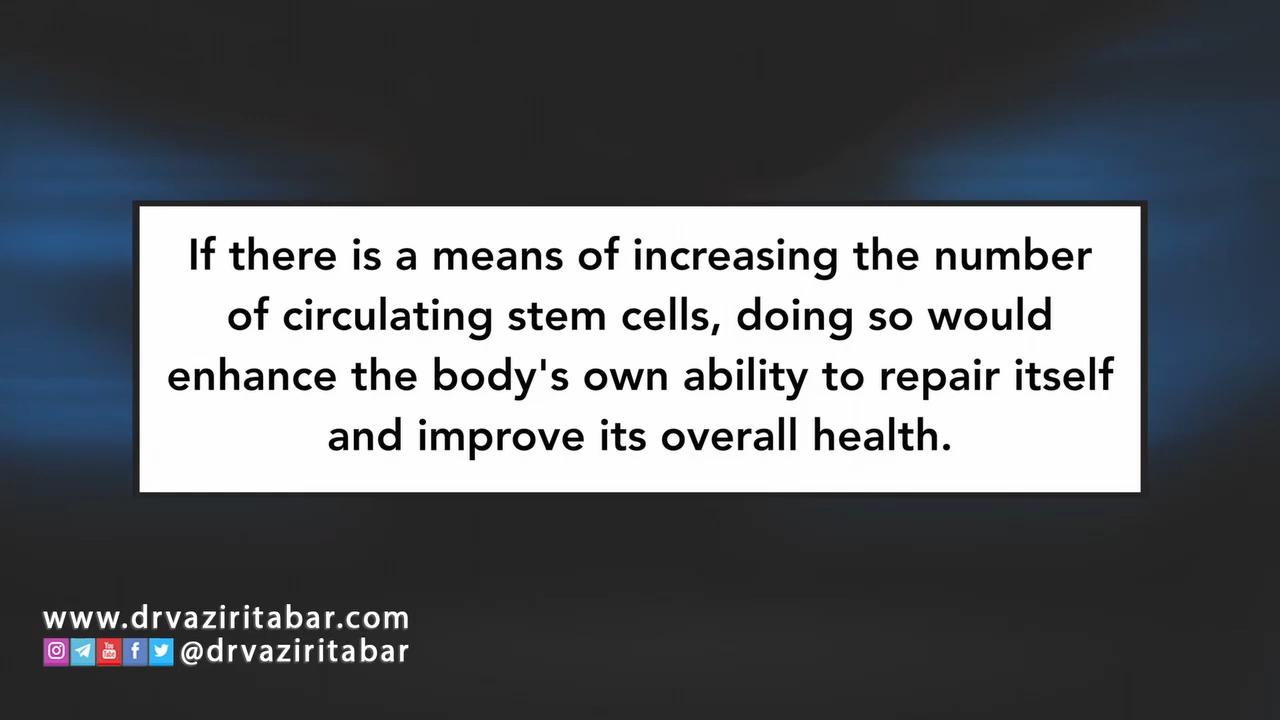 If there is a means of increasing the number
of circulating stem cells, doing so would
enhance the body's own ability to repair itself
and improve its overall health.
www.drvaziritabar.com
@drvaziritabar